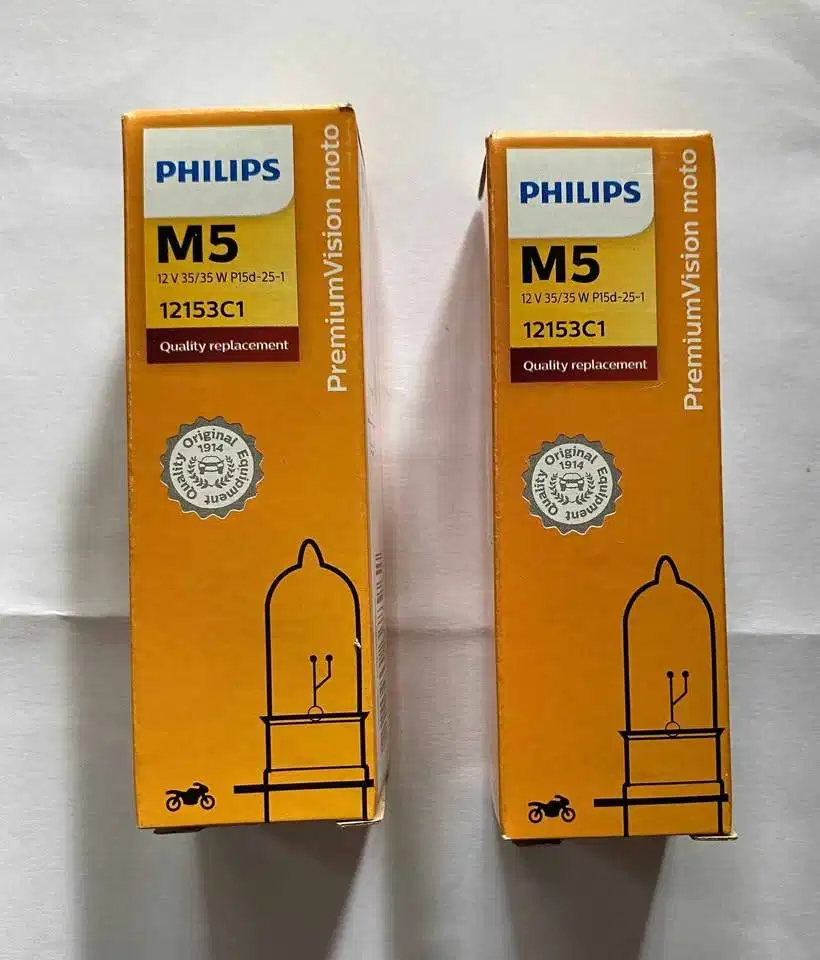 PHILIPS
M5
12 V 35/35 W P15d-25-1
12153C1
Quality replacement
PremiumVision moto
Original
1914
Quality
Equipment
PHILIPS
M5
12 V 35/35 W P15d-25-1
12153C1
Quality replacement
PremiumVision moto
Original
1914
Quality
Equipment